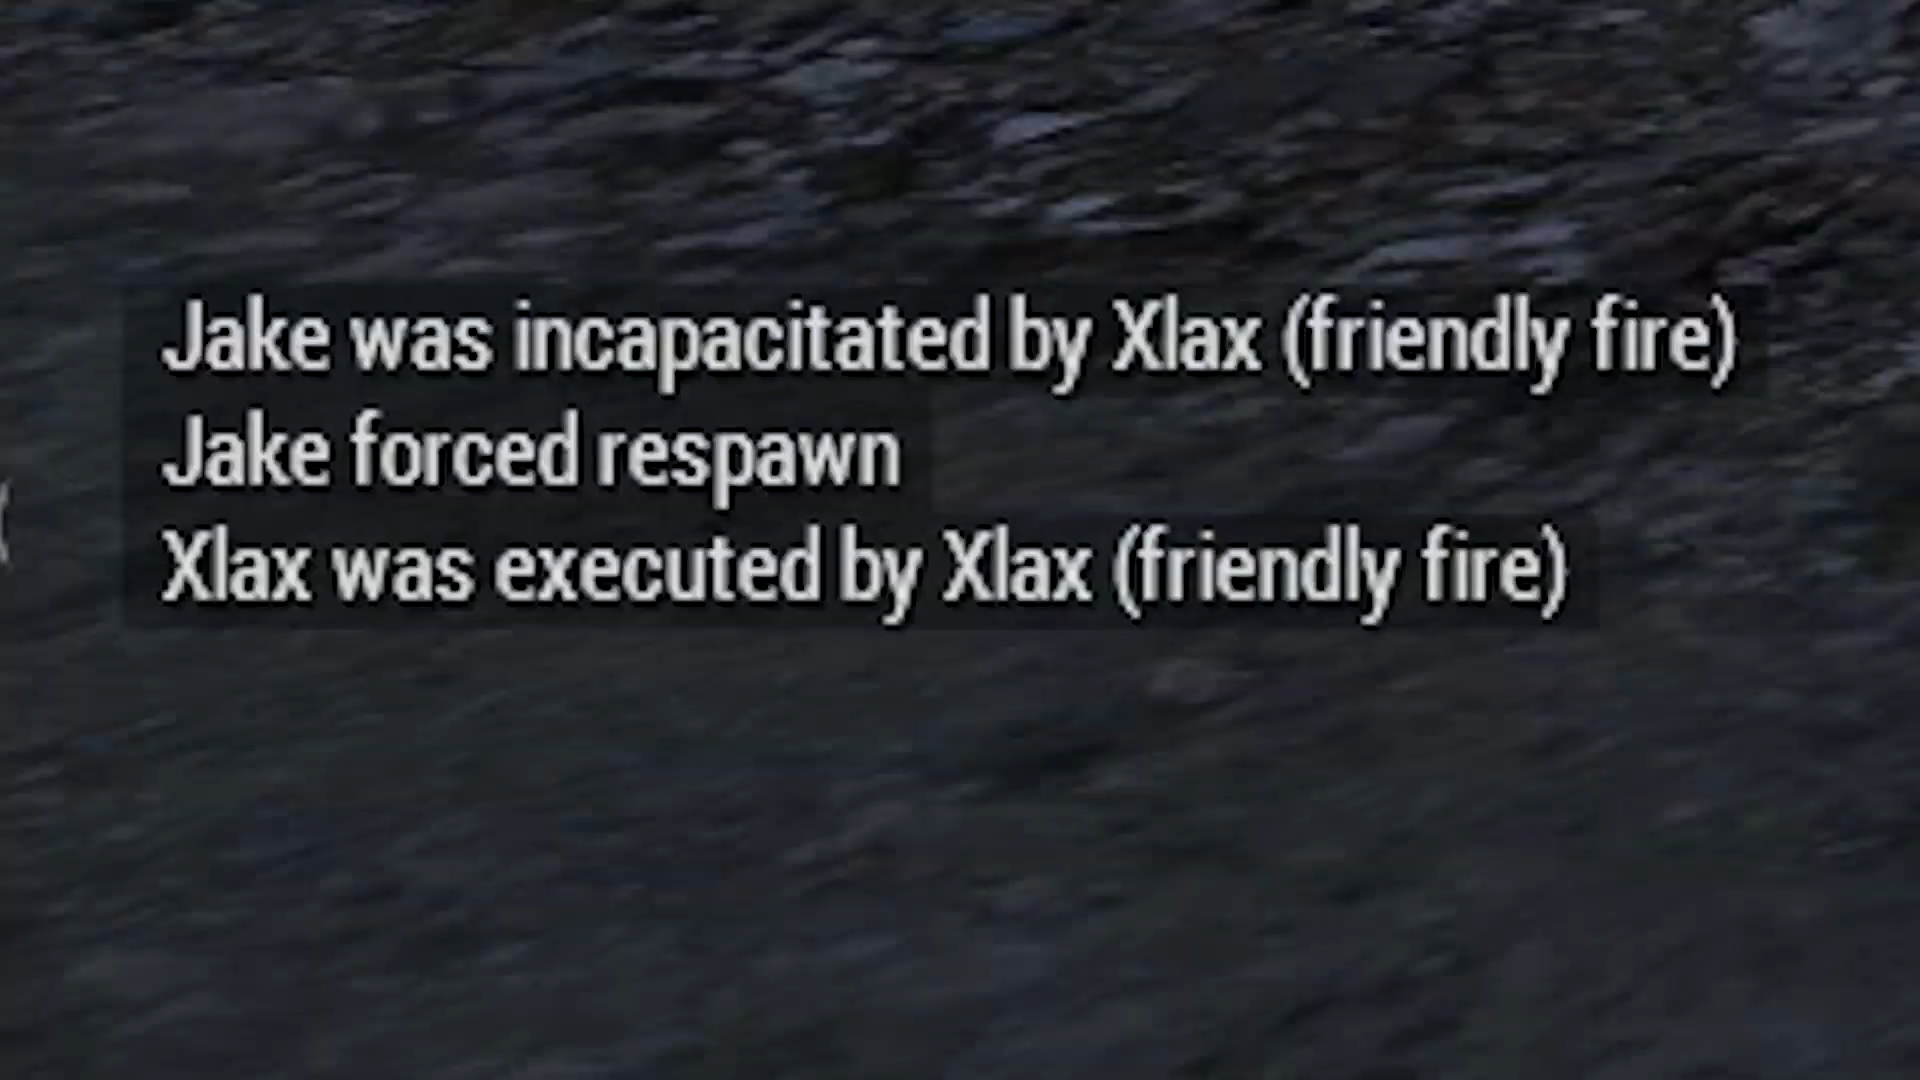 Jake was incapacitated by Xlax (friendly fire)
Jake forced respawn
Xlax was executed by Xlax (friendly fire)